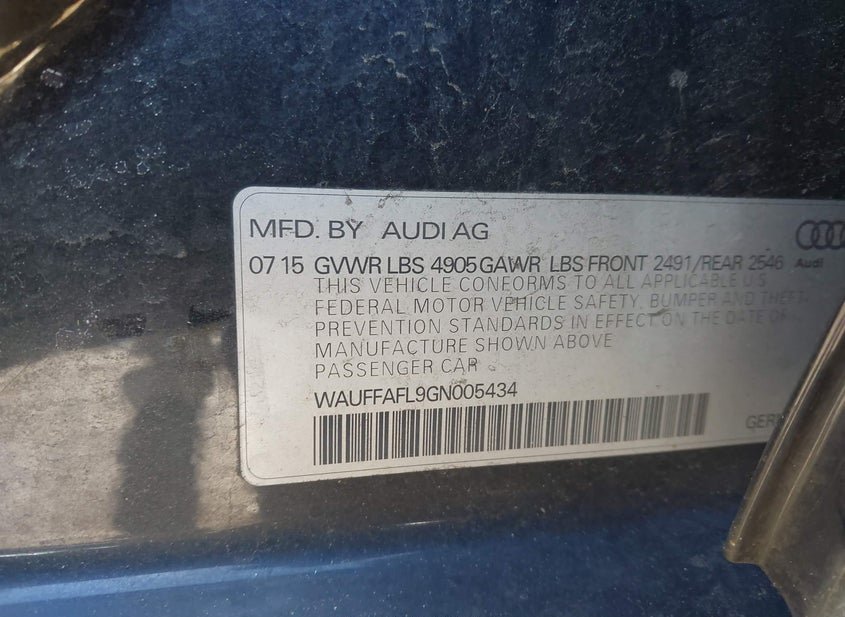 MFD. BY AUDI AG
07 15 GVWR LBS 4905 GAWR LBS FRONT 2491/REAR 2546
Audi
THIS VEHICLE CONFORMS TO ALL APPLICABLE U.S
FEDERAL MOTOR VEHICLE SAFETY, BUMPER AND THEFT
PREVENTION STANDARDS IN EFFECT ON THE DATE OF
MANUFACTURE SHOWN ABOVE
PASSENGER CAR
WAUFFAFL9GN005434